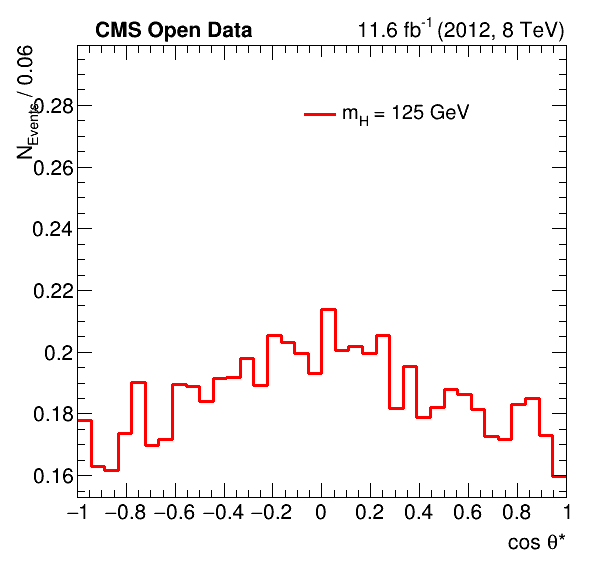 CMS Open Data 11.6 fb⁻¹ (2012, 8 TeV)
N_Events / 0.06
m_H = 125 GeV
0.28
0.26
0.24
0.22
0.2
0.18
0.16
−1 −0.8 −0.6 −0.4 −0.2 0 0.2 0.4 0.6 0.8 1
cos θ*